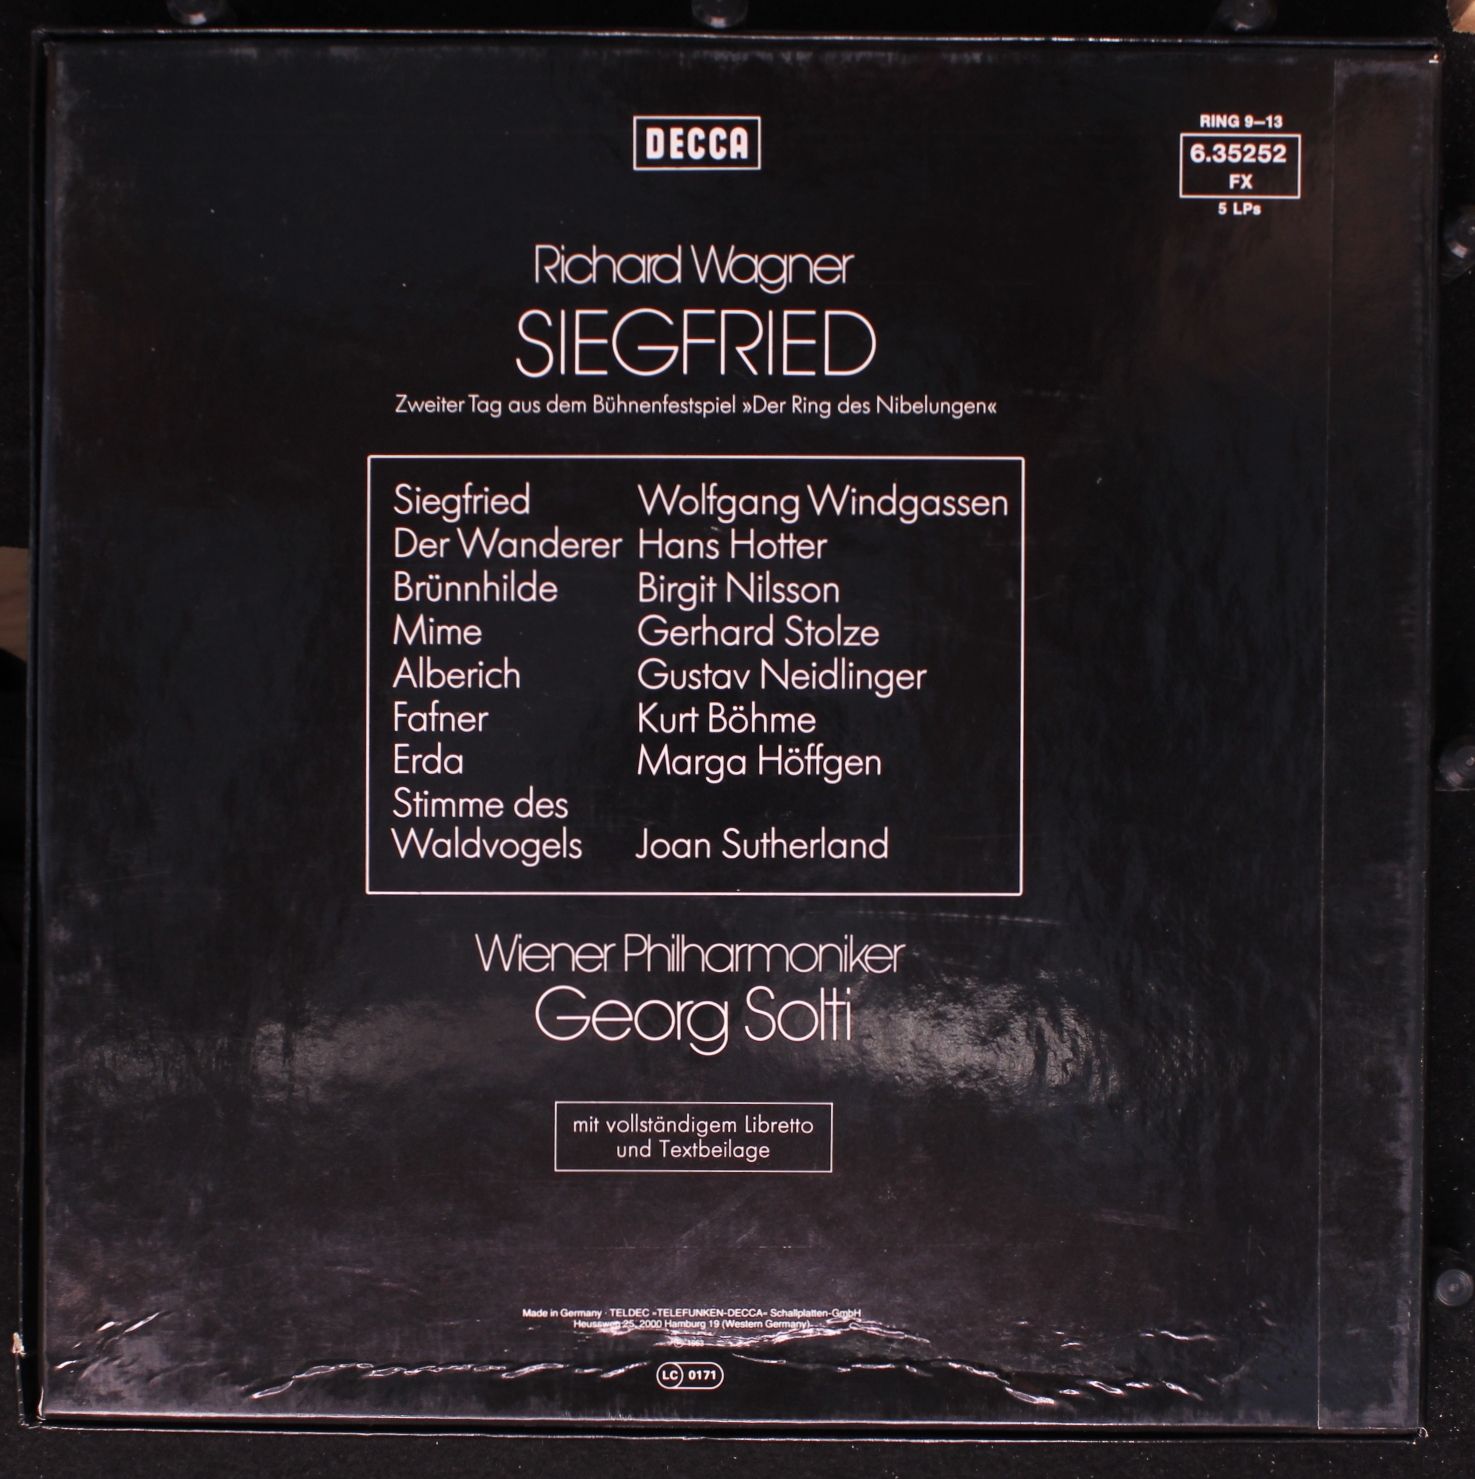 DECCA
RING 9–13
6.35252
FX
5 LPs
Richard Wagner
SIEGFRIED
Zweiter Tag aus dem Bühnenfestspiel »Der Ring des Nibelungen«
Siegfried Wolfgang Windgassen
Der Wanderer Hans Hotter
Brünnhilde Birgit Nilsson
Mime Gerhard Stolze
Alberich Gustav Neidlinger
Fafner Kurt Böhme
Erda Marga Höffgen
Stimme des
Waldvogels Joan Sutherland
Wiener Philharmoniker
Georg Solti
mit vollständigem Libretto
und Textbeilage
Made in Germany · TELDEC »TELEFUNKEN-DECCA« Schallplatten-GmbH
Heussweg 25, 2000 Hamburg 19 (Western Germany)
LC 0171